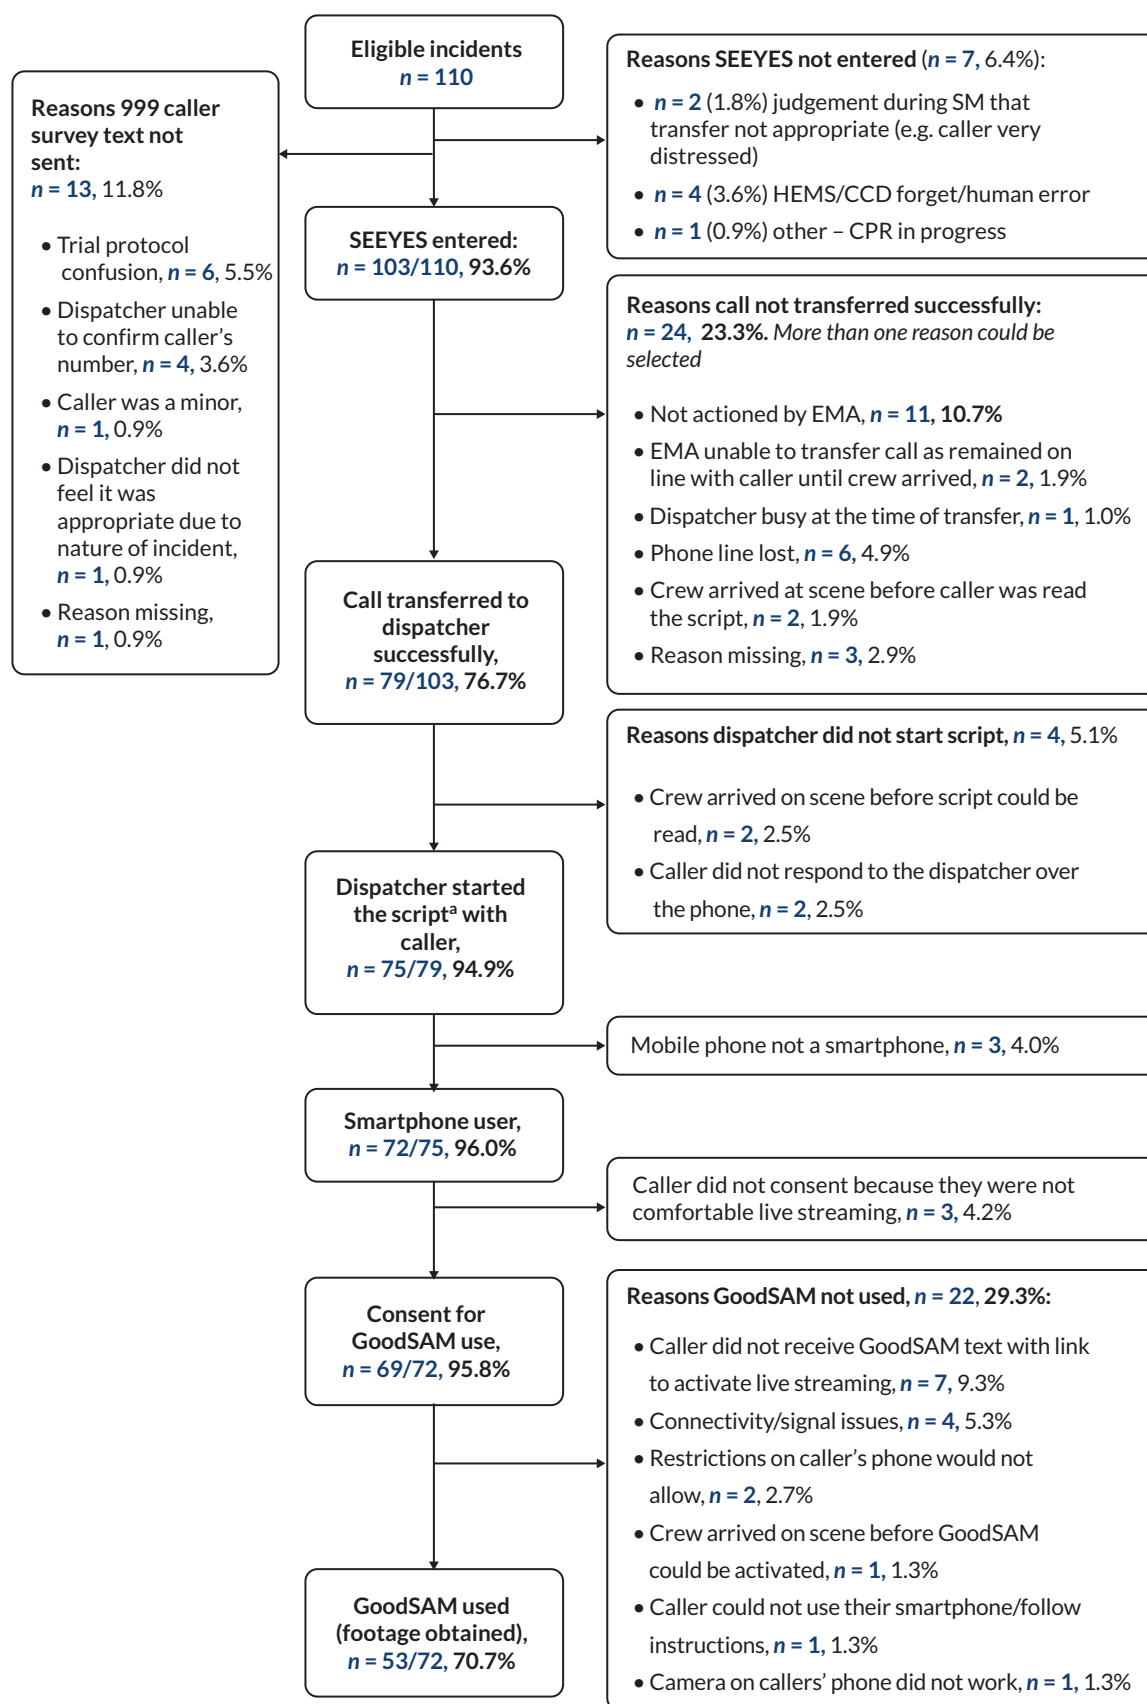 Eligible incidents
n = 110
Reasons 999 caller
survey text not
sent:
n = 13, 11.8%
• Trial protocol
confusion, n = 6, 5.5%
• Dispatcher unable
to confirm caller's
number, n = 4, 3.6%
• Caller was a minor,
n = 1, 0.9%
• Dispatcher did not
feel it was
appropriate due to
nature of incident,
n = 1, 0.9%
• Reason missing,
n = 1, 0.9%
Reasons SEEYES not entered (n = 7, 6.4%):
• n = 2 (1.8%) judgement during SM that
transfer not appropriate (e.g. caller very
distressed)
• n = 4 (3.6%) HEMS/CCD forget/human error
• n = 1 (0.9%) other – CPR in progress
SEEYES entered:
n = 103/110, 93.6%
Reasons call not transferred successfully:
n = 24, 23.3%. More than one reason could be
selected
• Not actioned by EMA, n = 11, 10.7%
• EMA unable to transfer call as remained on
line with caller until crew arrived, n = 2, 1.9%
• Dispatcher busy at the time of transfer, n = 1, 1.0%
• Phone line lost, n = 6, 4.9%
• Crew arrived at scene before caller was read
the script, n = 2, 1.9%
• Reason missing, n = 3, 2.9%
Call transferred to
dispatcher
successfully,
n = 79/103, 76.7%
Reasons dispatcher did not start script, n = 4, 5.1%
• Crew arrived on scene before script could be
read, n = 2, 2.5%
• Caller did not respond to the dispatcher over
the phone, n = 2, 2.5%
Dispatcher started
the scriptᵃ with
caller,
n = 75/79, 94.9%
Mobile phone not a smartphone, n = 3, 4.0%
Smartphone user,
n = 72/75, 96.0%
Caller did not consent because they were not
comfortable live streaming, n = 3, 4.2%
Consent for
GoodSAM use,
n = 69/72, 95.8%
Reasons GoodSAM not used, n = 22, 29.3%:
• Caller did not receive GoodSAM text with link
to activate live streaming, n = 7, 9.3%
• Connectivity/signal issues, n = 4, 5.3%
• Restrictions on caller's phone would not
allow, n = 2, 2.7%
• Crew arrived on scene before GoodSAM
could be activated, n = 1, 1.3%
• Caller could not use their smartphone/follow
instructions, n = 1, 1.3%
• Camera on callers' phone did not work, n = 1, 1.3%
GoodSAM used
(footage obtained),
n = 53/72, 70.7%